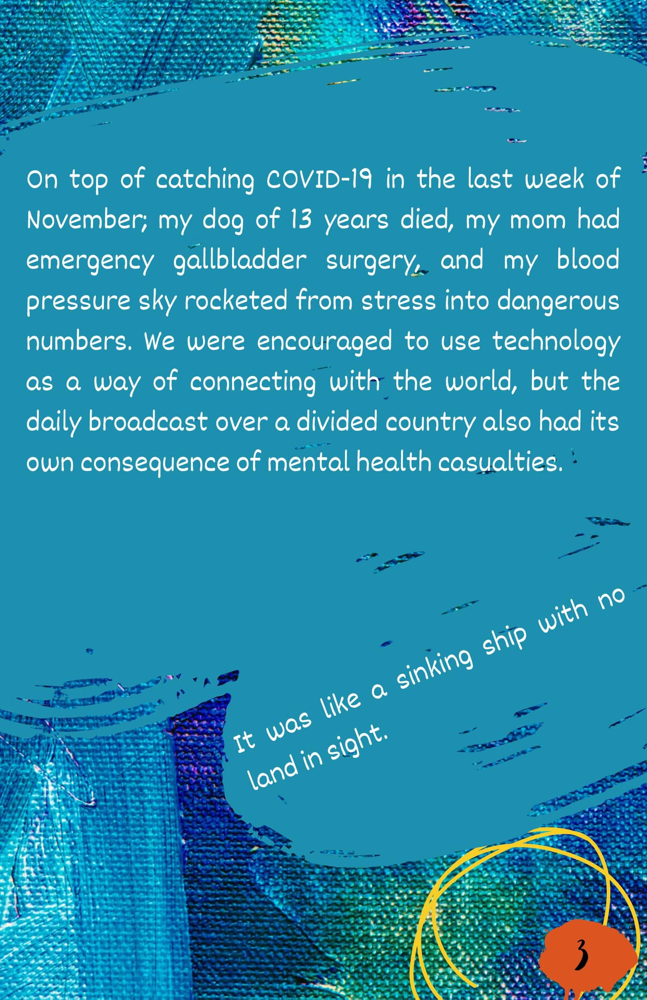 On top of catching COVID-19 in the last week of
November; my dog of 13 years died, my mom had
emergency gallbladder surgery, and my blood
pressure sky rocketed from stress into dangerous
numbers. We were encouraged to use technology
as a way of connecting with the world, but the
daily broadcast over a divided country also had its
own consequence of mental health casualties.
It was like a sinking ship with no
land in sight.
3